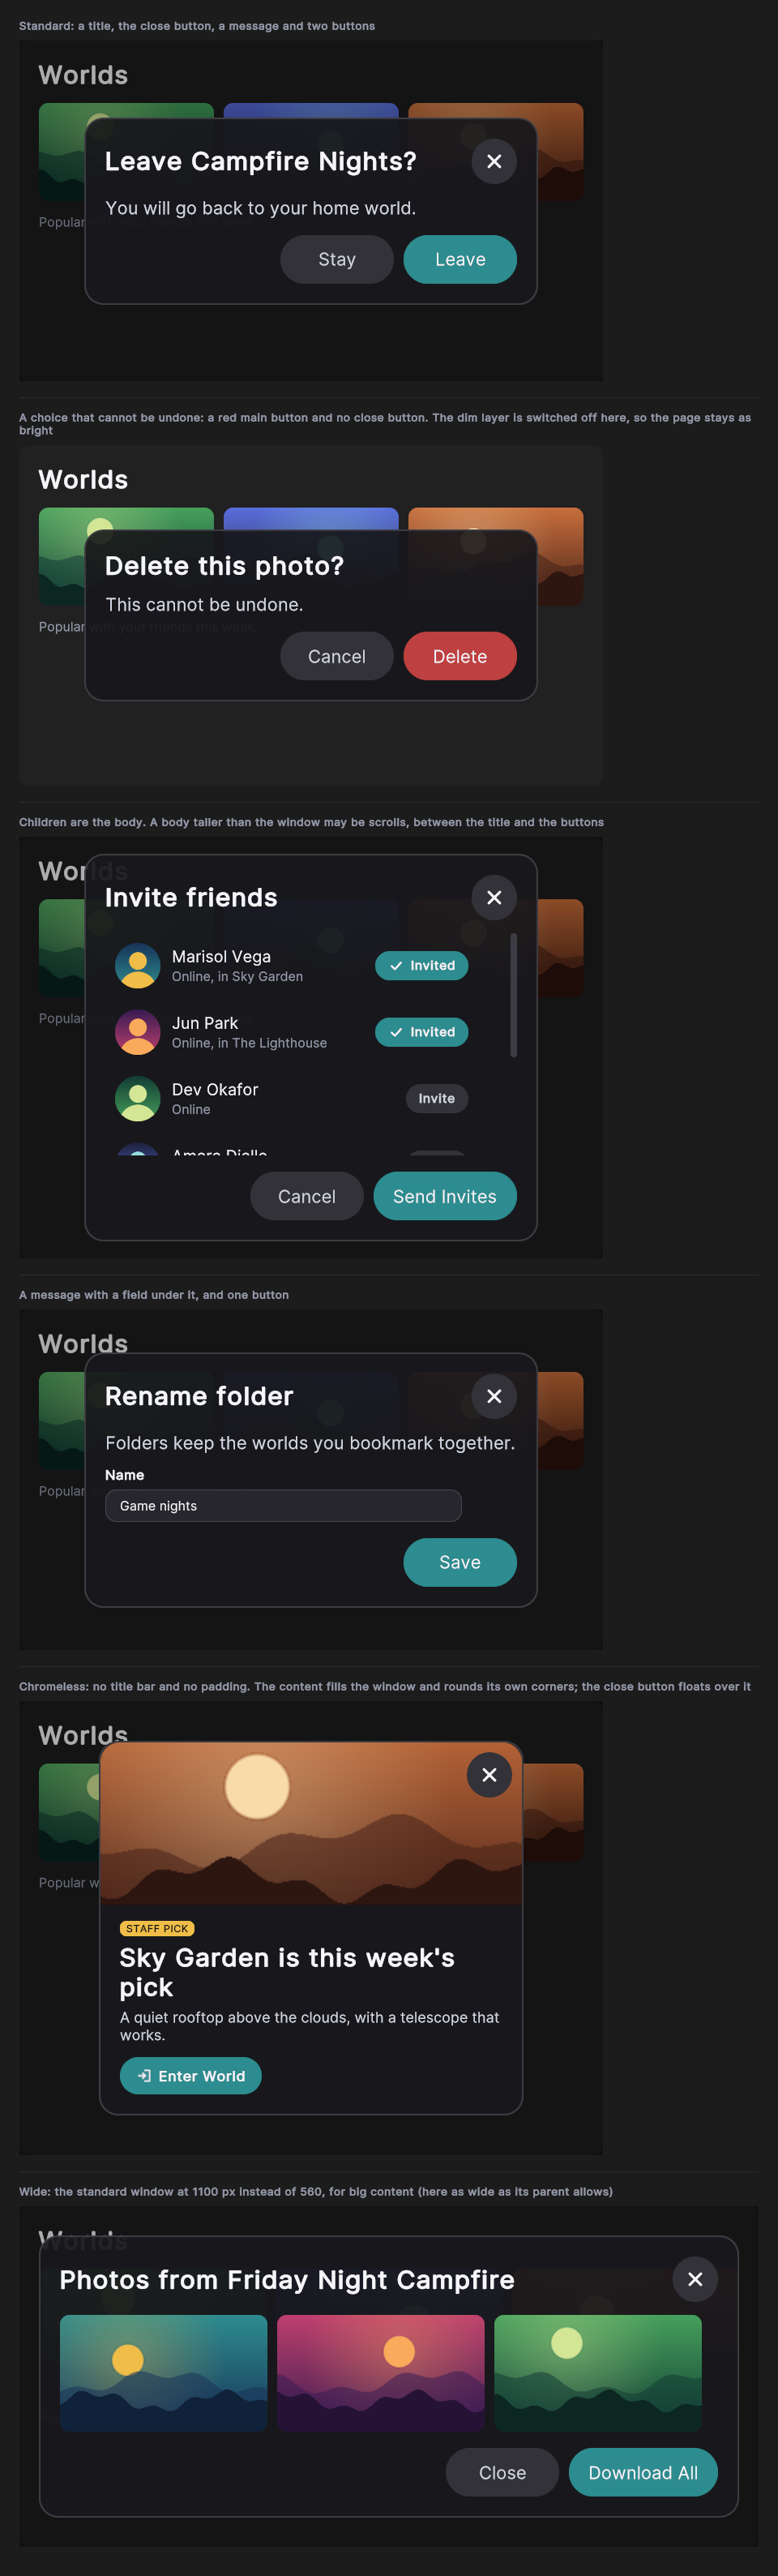 Standard: a title, the close button, a message and two buttons
Worlds
Leave Campfire Nights?
You will go back to your home world.
Popular
Stay
Leave
A choice that cannot be undone: a red main button and no close button. The dim layer is switched off here, so the page stays as
bright
Worlds
Delete this photo?
This cannot be undone.
Popular with your friends this week.
Cancel
Delete
Children are the body. A body taller than the window may be scrolls, between the title and the buttons
Worlds
Invite friends
Marisol Vega
Invited
Online, in Sky Garden
Popular
Jun Park
Invited
Online, in The Lighthouse
Dev Okafor
Invite
Online
Cancel
Send Invites
A message with a field under it, and one button
Worlds
Rename folder
Folders keep the worlds you bookmark together.
Name
Popular
Game nights
Save
Chromeless: no title bar and no padding. The content fills the window and rounds its own corners; the close button floats over it
Worlds
Popular w
STAFF PICK
Sky Garden is this week's
pick
A quiet rooftop above the clouds, with a telescope that
works.
Enter World
Wide: the standard window at 1100 px instead of 560, for big content (here as wide as its parent allows)
Worlds
Photos from Friday Night Campfire
Close
Download All